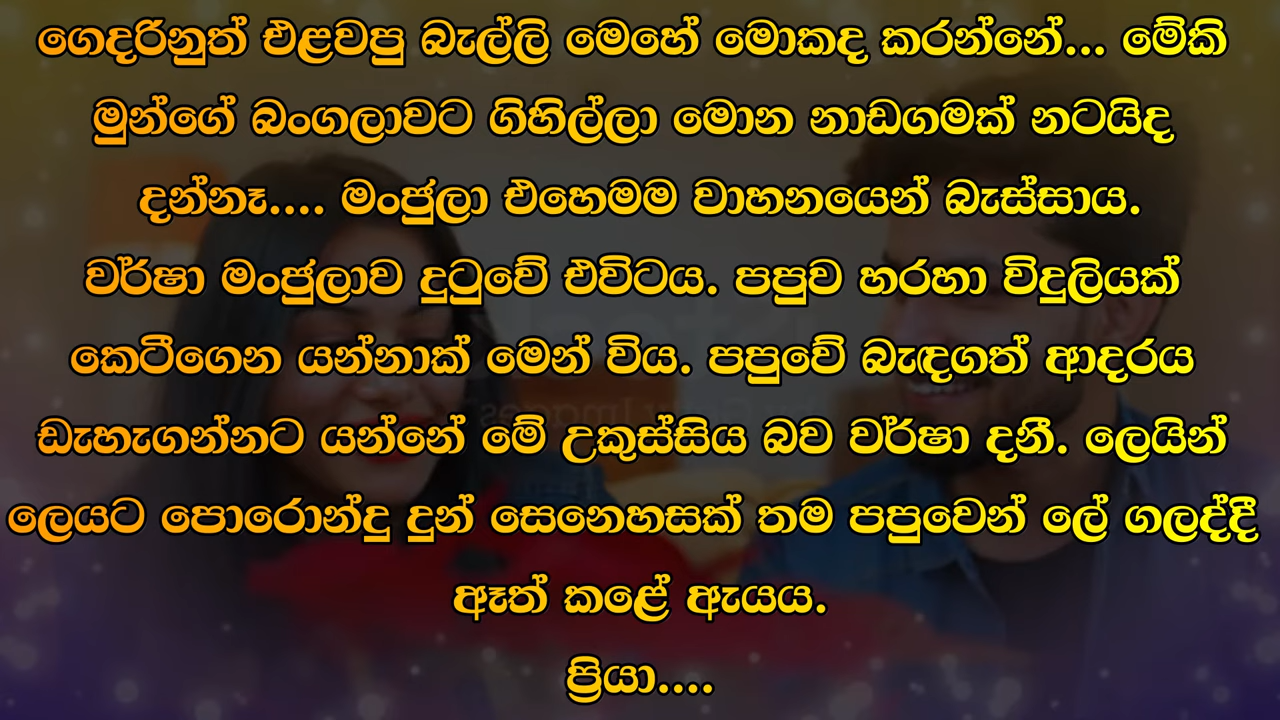 ගෙදරිනුත් එළවපු බැල්ලි මෙහේ මොකද කරන්නේ... මේකි
මුන්ගේ බංගලාවට ගිහිල්ලා මොන නාඩගමක් නටයිද
දන්නෑ.... මංජුලා එහෙමම වාහනයෙන් බැස්සාය.
වර්ෂා මංජුලාව දුටුවේ එවිටය. පපුව හරහා විදුලියක්
කෙටීගෙන යන්නාක් මෙන් විය. පපුවේ බැඳගත් ආදරය
ඩැහැගන්නට යන්නේ මේ උකුස්සිය බව වර්ෂා දනී. ලෙයින්
ලෙයට පොරොන්දු දුන් සෙනෙහසක් තම පපුවෙන් ලේ ගලද්දී
ඈත් කළේ ඇයය.
ප්‍රියා....